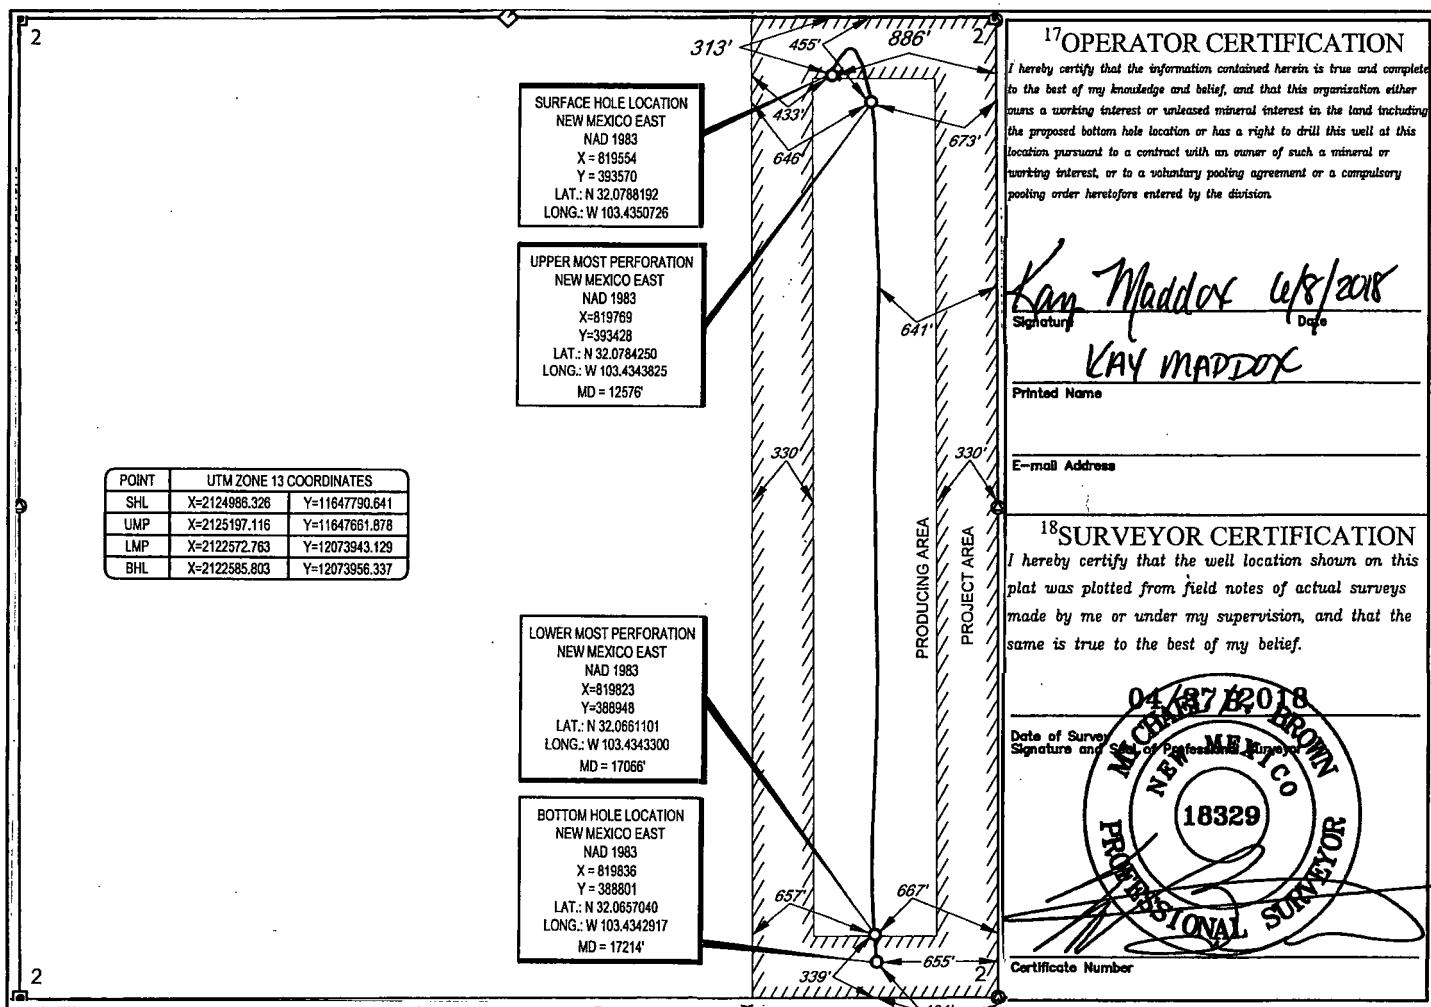 2
2
313'
455'
886'
433'
646'
673'
SURFACE HOLE LOCATION
NEW MEXICO EAST
NAD 1983
X = 819554
Y = 393570
LAT.: N 32.0788192
LONG.: W 103.4350726
UPPER MOST PERFORATION
NEW MEXICO EAST
NAD 1983
X=819769
Y=393428
LAT.: N 32.0784250
LONG.: W 103.4343825
MD = 12576'
641'
330'
330'
POINT UTM ZONE 13 COORDINATES
SHL X=2124986.326 Y=11647790.641
UMP X=2125197.116 Y=11647661.878
LMP X=2122572.763 Y=12073943.129
BHL X=2122585.803 Y=12073956.337
PRODUCING AREA
PROJECT AREA
LOWER MOST PERFORATION
NEW MEXICO EAST
NAD 1983
X=819823
Y=388948
LAT.: N 32.0661101
LONG.: W 103.4343300
MD = 17066'
BOTTOM HOLE LOCATION
NEW MEXICO EAST
NAD 1983
X = 819836
Y = 388801
LAT.: N 32.0657040
LONG.: W 103.4342917
MD = 17214'
657'
667'
339'
655'
2
2
17 OPERATOR CERTIFICATION
I hereby certify that the information contained herein is true and complete
to the best of my knowledge and belief, and that this organization either
owns a working interest or unleased mineral interest in the land including
the proposed bottom hole location or has a right to drill this well at this
location pursuant to a contract with an owner of such a mineral or
working interest, or to a voluntary pooling agreement or a compulsory
pooling order heretofore entered by the division.
Kay Maddox 6/8/2018
Signature Date
KAY MADDOX
Printed Name
E-mail Address
18 SURVEYOR CERTIFICATION
I hereby certify that the well location shown on this
plat was plotted from field notes of actual surveys
made by me or under my supervision, and that the
same is true to the best of my belief.
04/27/2018
Date of Survey
Signature and Seal of Professional Surveyor
MICHAEL B. BROWN
NEW MEXICO
18329
PROFESSIONAL SURVEYOR
Certificate Number